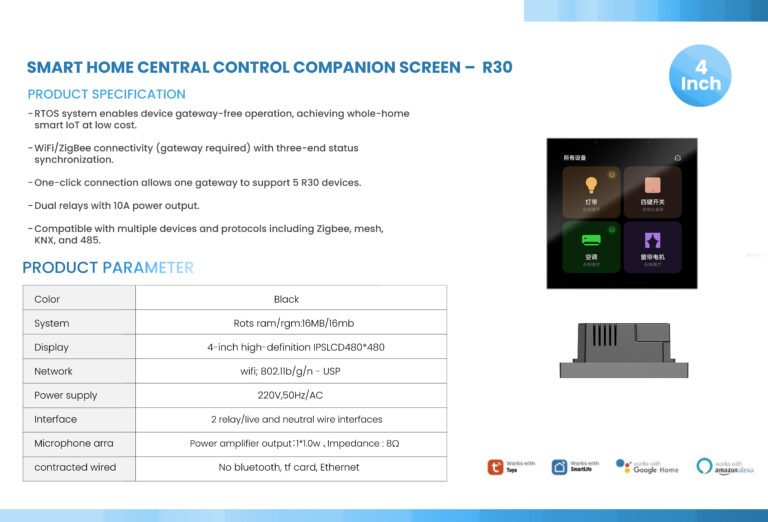 SMART HOME CENTRAL CONTROL COMPANION SCREEN – R30
4
Inch
PRODUCT SPECIFICATION
- RTOS system enables device gateway-free operation, achieving whole-home
smart IoT at low cost.
- WiFi/ZigBee connectivity (gateway required) with three-end status
synchronization.
- One-click connection allows one gateway to support 5 R30 devices.
- Dual relays with 10A power output.
- Compatible with multiple devices and protocols including Zigbee, mesh,
KNX, and 485.
所有设备
灯带
四键开关
空调
窗帘电机
PRODUCT PARAMETER
Color Black
System Rots ram/rgm:16MB/16mb
Display 4-inch high-definition IPSLCD480*480
Network wifi; 802.11b/g/n - USP
Power supply 220V,50Hz/AC
Interface 2 relay/live and neutral wire interfaces
Microphone arra Power amplifier output:1*1.0w、Impedance : 8Ω
contracted wired No bluetooth, tf card, Ethernet
Works with
Tuya
Works with
SmartLife
works with
Google Home
works with
amazon alexa